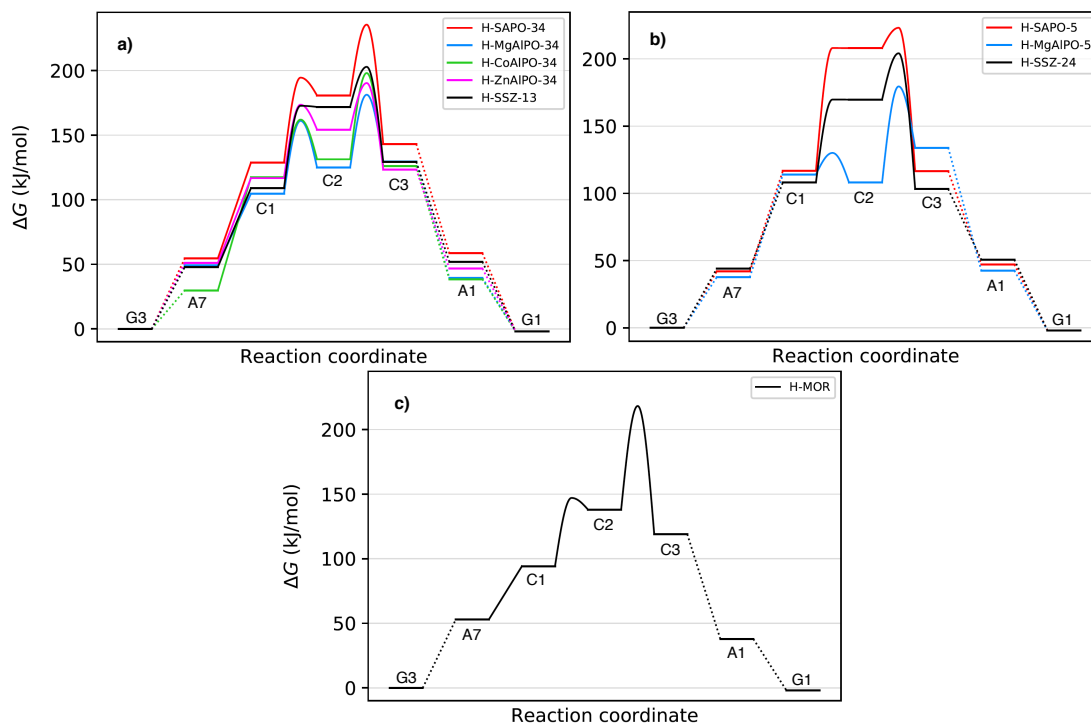 a)
H-SAPO-34
H-MgAlPO-34
H-CoAlPO-34
H-ZnAlPO-34
H-SSZ-13
ΔG (kJ/mol)
200
150
100
50
0
G3
A7
C1
C2
C3
A1
G1
Reaction coordinate
b)
H-SAPO-5
H-MgAlPO-5
H-SSZ-24
200
150
100
50
0
G3
A7
C1
C2
C3
A1
G1
Reaction coordinate
c)
H-MOR
ΔG (kJ/mol)
200
150
100
50
0
G3
A7
C1
C2
C3
A1
G1
Reaction coordinate